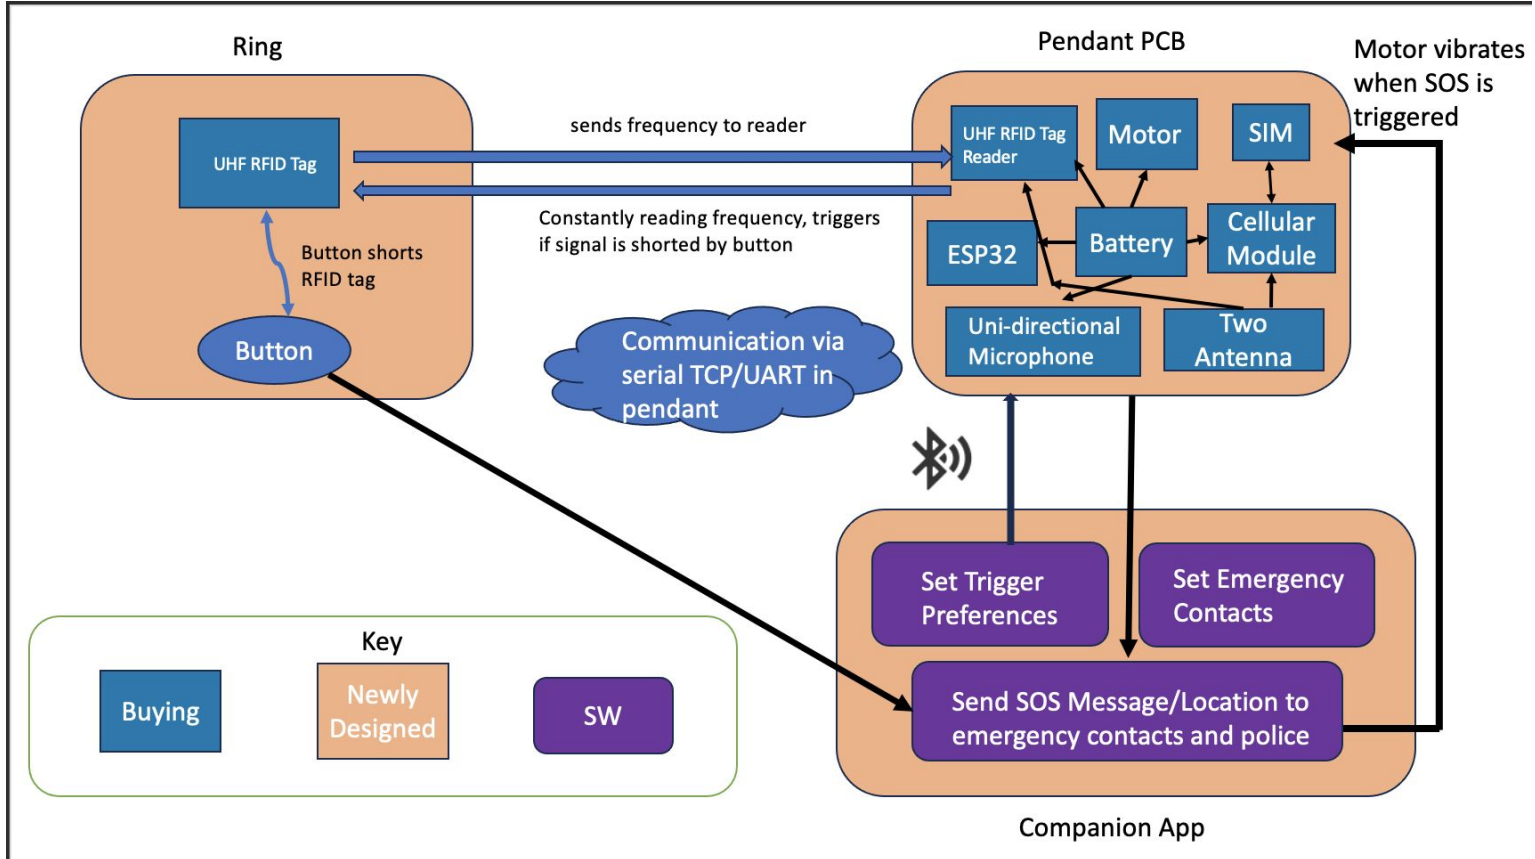 Ring
Pendant PCB
Motor vibrates
when SOS is
triggered
UHF RFID Tag
sends frequency to reader
UHF RFID Tag
Reader
Motor
SIM
Constantly reading frequency, triggers
if signal is shorted by button
Button shorts
RFID tag
ESP32
Battery
Cellular
Module
Button
Communication via
serial TCP/UART in
pendant
Uni-directional
Microphone
Two
Antenna
Set Trigger
Preferences
Set Emergency
Contacts
Send SOS Message/Location to
emergency contacts and police
Companion App
Key
Buying
Newly
Designed
SW